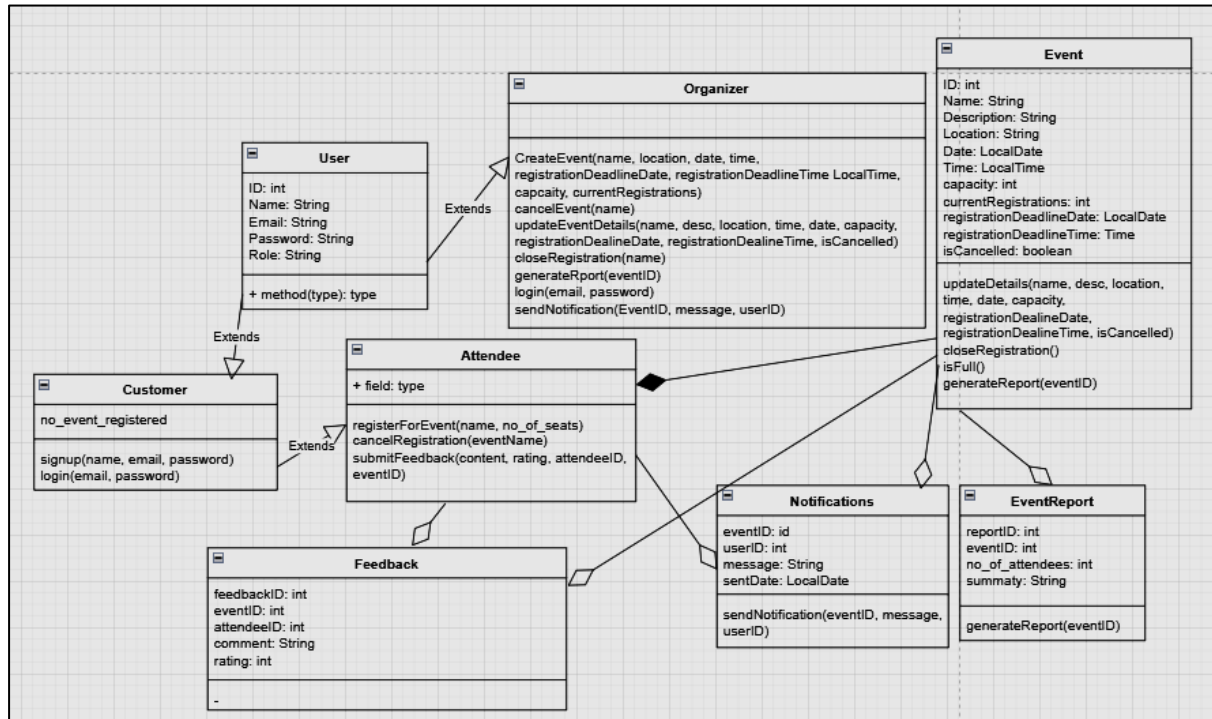 Event
ID: int
Name: String
Description: String
Location: String
Date: LocalDate
Time: LocalTime
capacity: int
currentRegistrations: int
registrationDeadlineDate: LocalDate
registrationDeadlineTime: Time
isCancelled: boolean
updateDetails(name, desc, location,
time, date, capacity,
registrationDealineDate,
registrationDealineTime, isCancelled)
closeRegistration()
isFull()
generateReport(eventID)
Organizer
CreateEvent(name, location, date, time,
registrationDeadlineDate, registrationDeadlineTime LocalTime,
capcaity, currentRegistrations)
cancelEvent(name)
updateEventDetails(name, desc, location, time, date, capacity,
registrationDealineDate, registrationDealineTime, isCancelled)
closeRegistration(name)
generateRport(eventID)
login(email, password)
sendNotification(EventID, message, userID)
User
ID: int
Name: String
Email: String
Password: String
Role: String
+ method(type): type
Extends
Extends
Customer
no_event_registered
signup(name, email, password)
login(email, password)
Extends
Attendee
+ field: type
registerForEvent(name, no_of_seats)
cancelRegistration(eventName)
submitFeedback(content, rating, attendeeID,
eventID)
Notifications
eventID: id
userID: int
message: String
sentDate: LocalDate
sendNotification(eventID, message,
userID)
EventReport
reportID: int
eventID: int
no_of_attendees: int
summaty: String
generateReport(eventID)
Feedback
feedbackID: int
eventID: int
attendeeID: int
comment: String
rating: int
-